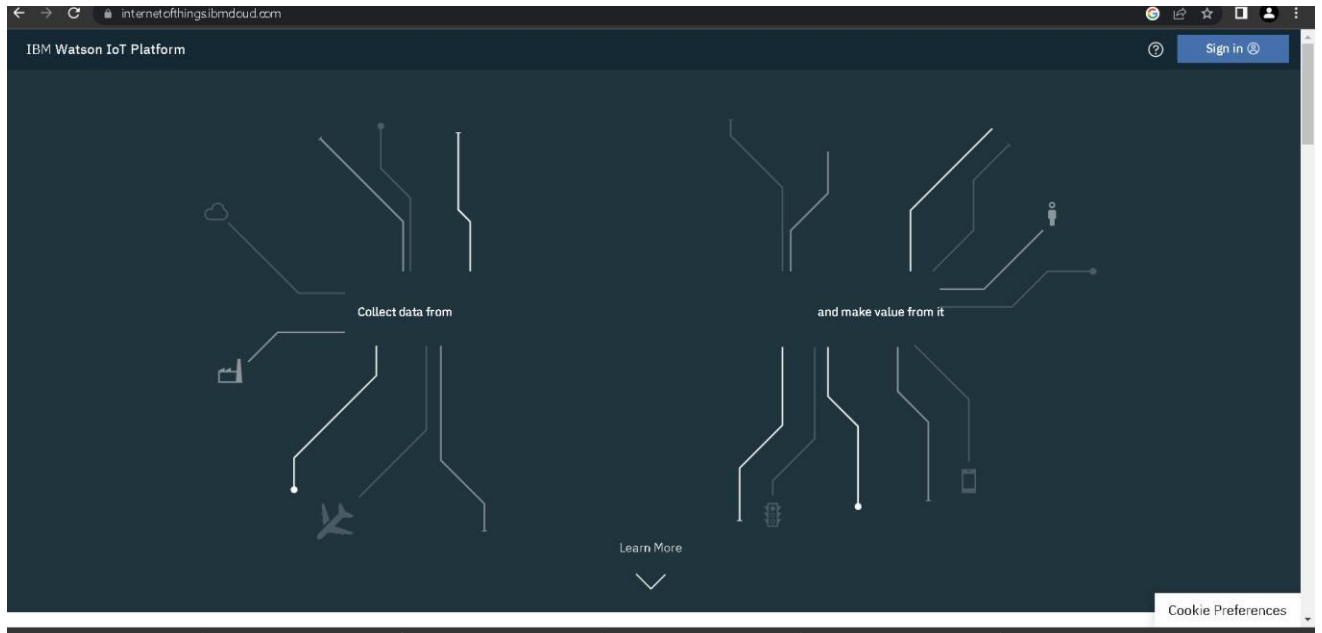 internetofthings.ibmcloud.com
IBM Watson IoT Platform
Sign in
Collect data from
and make value from it
Learn More
Cookie Preferences